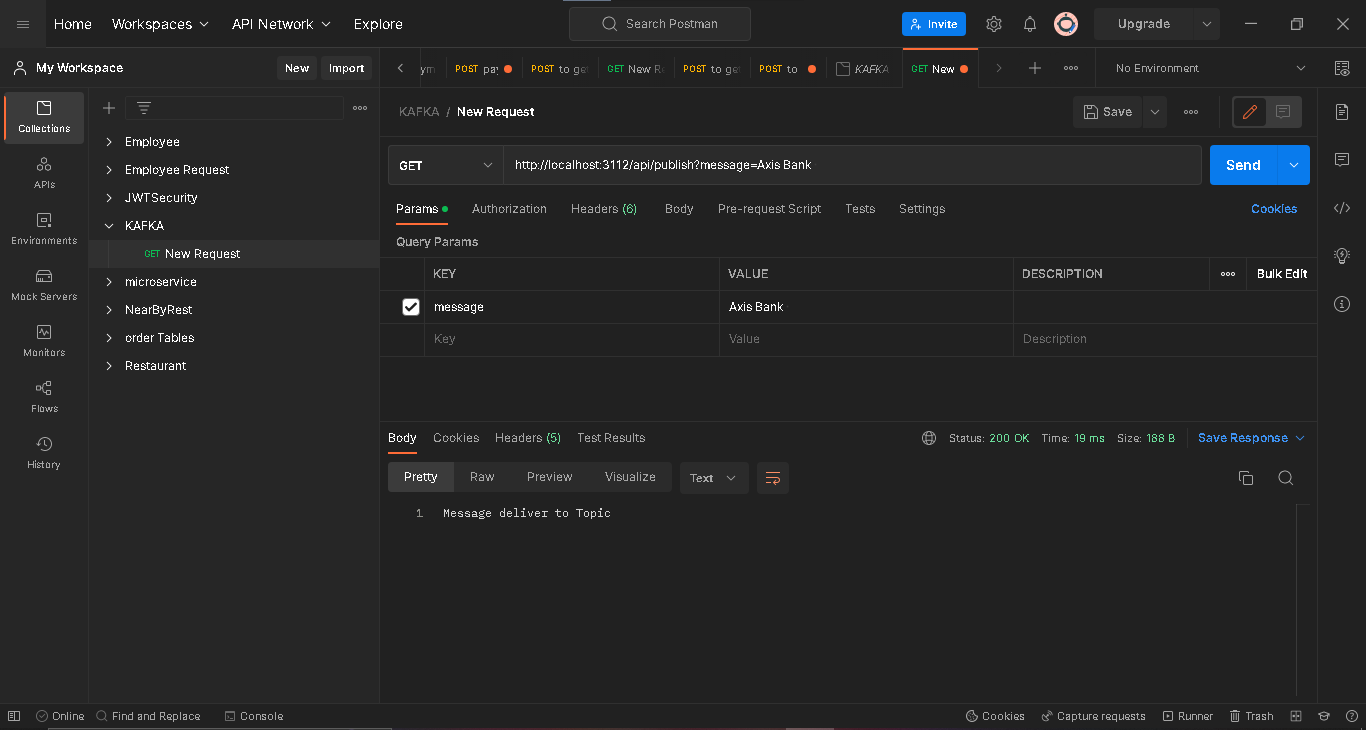 Home Workspaces API Network Explore Search Postman Invite Upgrade
My Workspace New Import POST pay POST to get GET New Re POST to get POST to KAFKA GET New No Environment
Collections
APIs
Environments
Mock Servers
Monitors
Flows
History
Employee
Employee Request
JWTSecurity
KAFKA
GET New Request
microservice
NearByRest
order Tables
Restaurant
KAFKA / New Request Save
GET http://localhost:3112/api/publish?message=Axis Bank Send
Params Authorization Headers (6) Body Pre-request Script Tests Settings Cookies
Query Params
KEY VALUE DESCRIPTION Bulk Edit
message Axis Bank
Key Value Description
Body Cookies Headers (5) Test Results Status: 200 OK Time: 19 ms Size: 188 B Save Response
Pretty Raw Preview Visualize Text
1 Message deliver to Topic
Online Find and Replace Console Cookies Capture requests Runner Trash